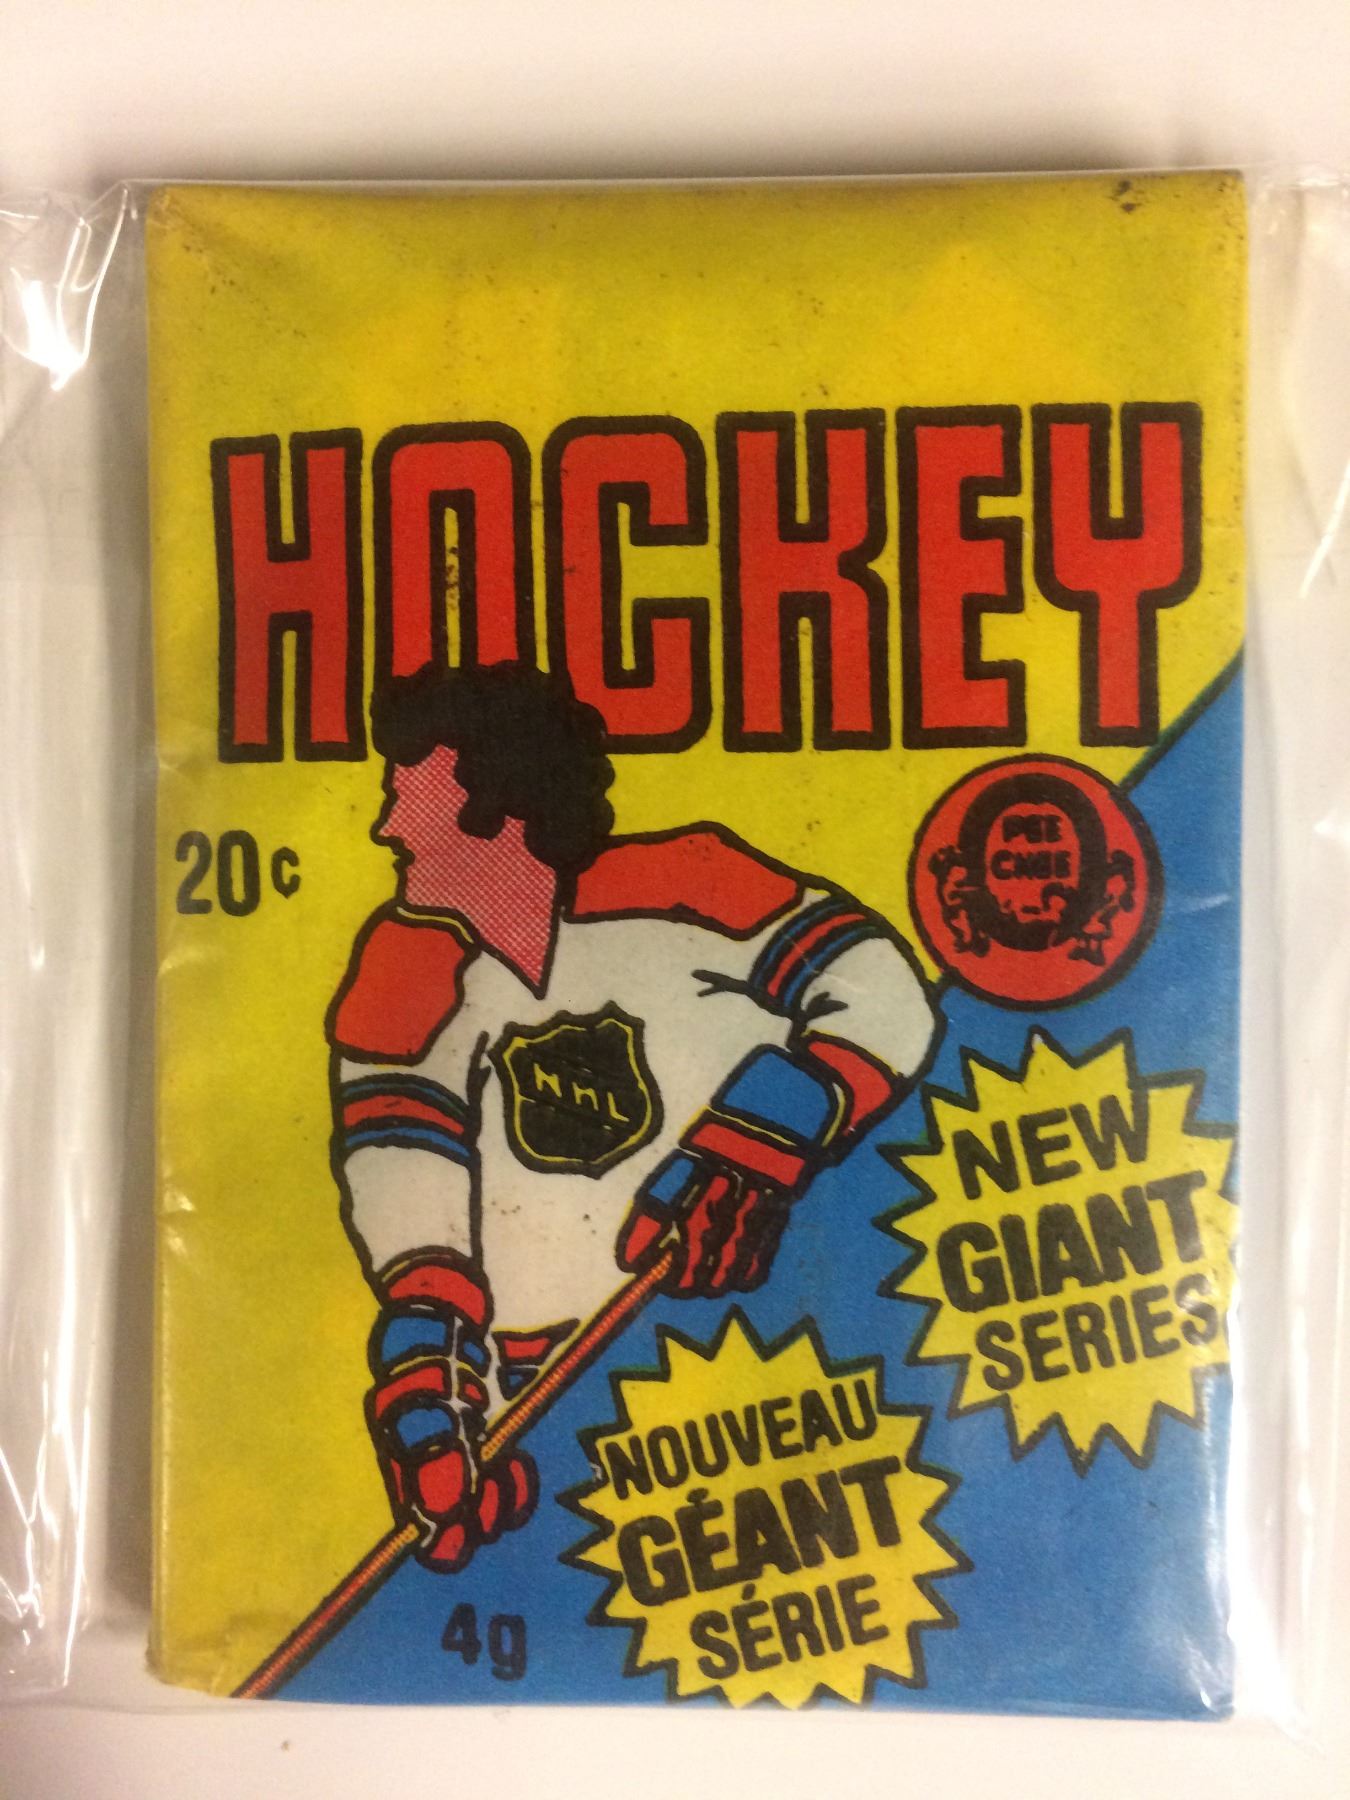 HOCKEY
20¢
PEE
CHEE
NHL
NEW
GIANT
SERIES
NOUVEAU
GÉANT
SÉRIE
4g